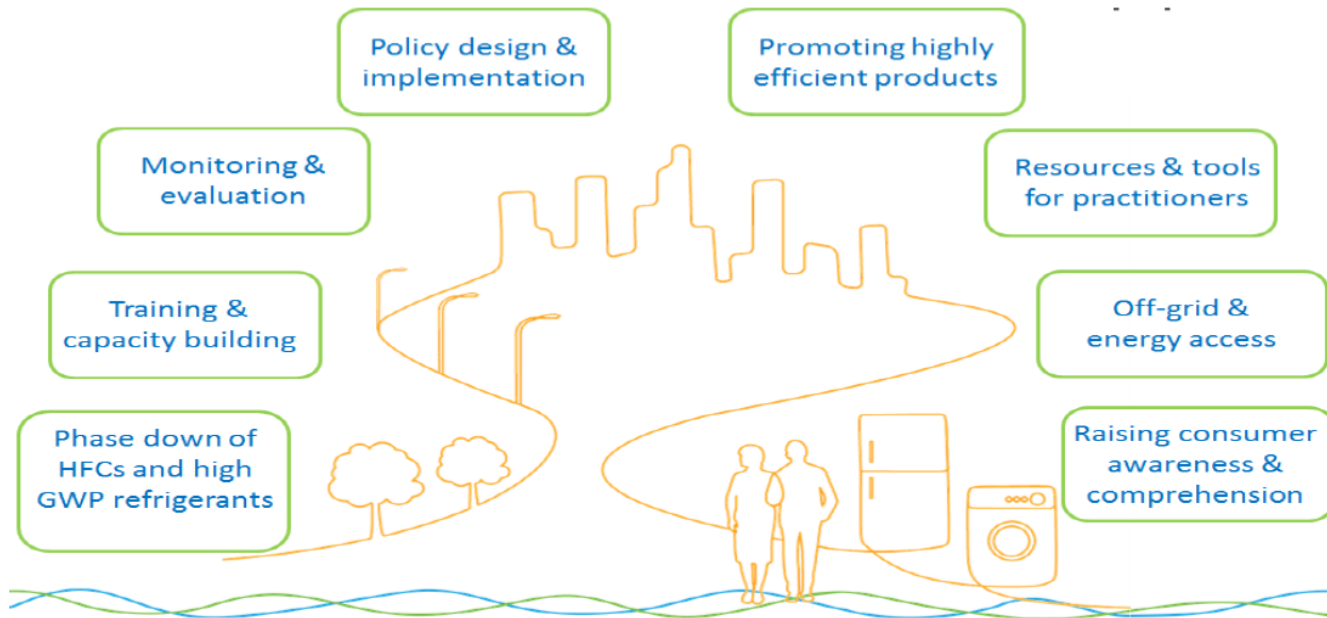 Policy design &
implementation
Promoting highly
efficient products
Monitoring &
evaluation
Resources & tools
for practitioners
Training &
capacity building
Off-grid &
energy access
Phase down of
HFCs and high
GWP refrigerants
Raising consumer
awareness &
comprehension